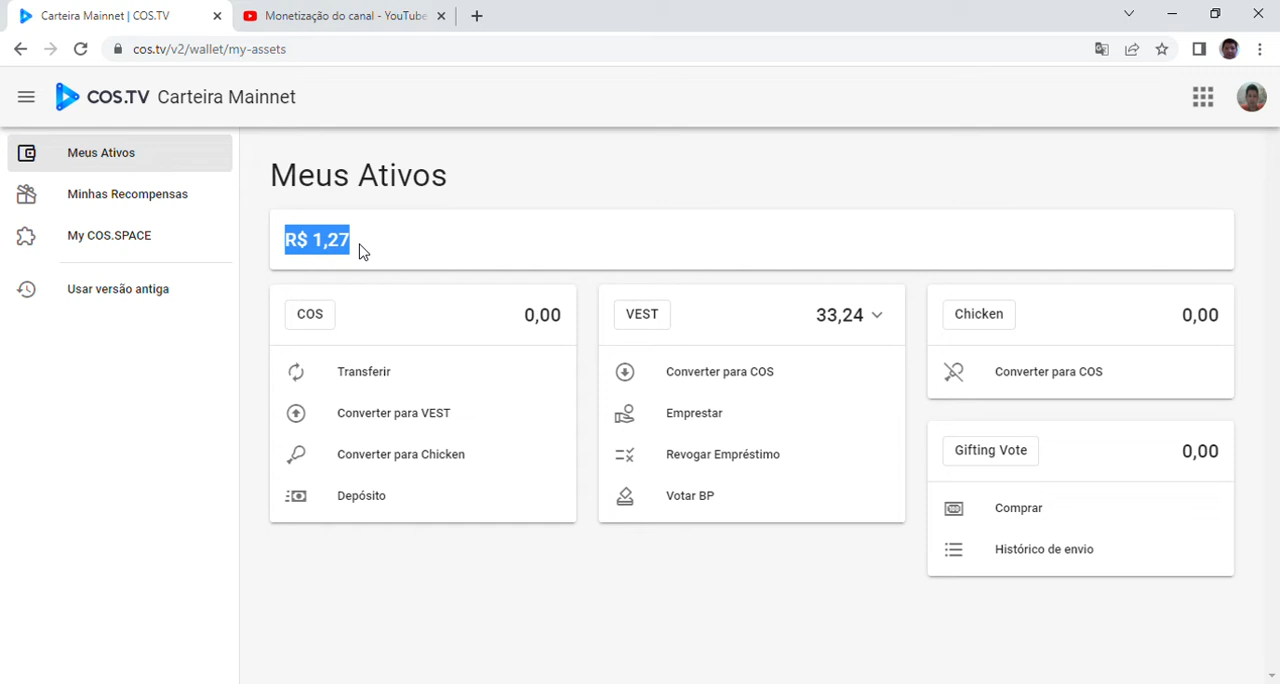 Carteira Mainnet | COS.TV
Monetização do canal - YouTube
cos.tv/v2/wallet/my-assets
COS.TV Carteira Mainnet
Meus Ativos
Minhas Recompensas
My COS.SPACE
Usar versão antiga
Meus Ativos
R$ 1,27
COS 0,00
Transferir
Converter para VEST
Converter para Chicken
Depósito
VEST 33,24
Converter para COS
Emprestar
Revogar Empréstimo
Votar BP
Chicken 0,00
Converter para COS
Gifting Vote 0,00
Comprar
Histórico de envio